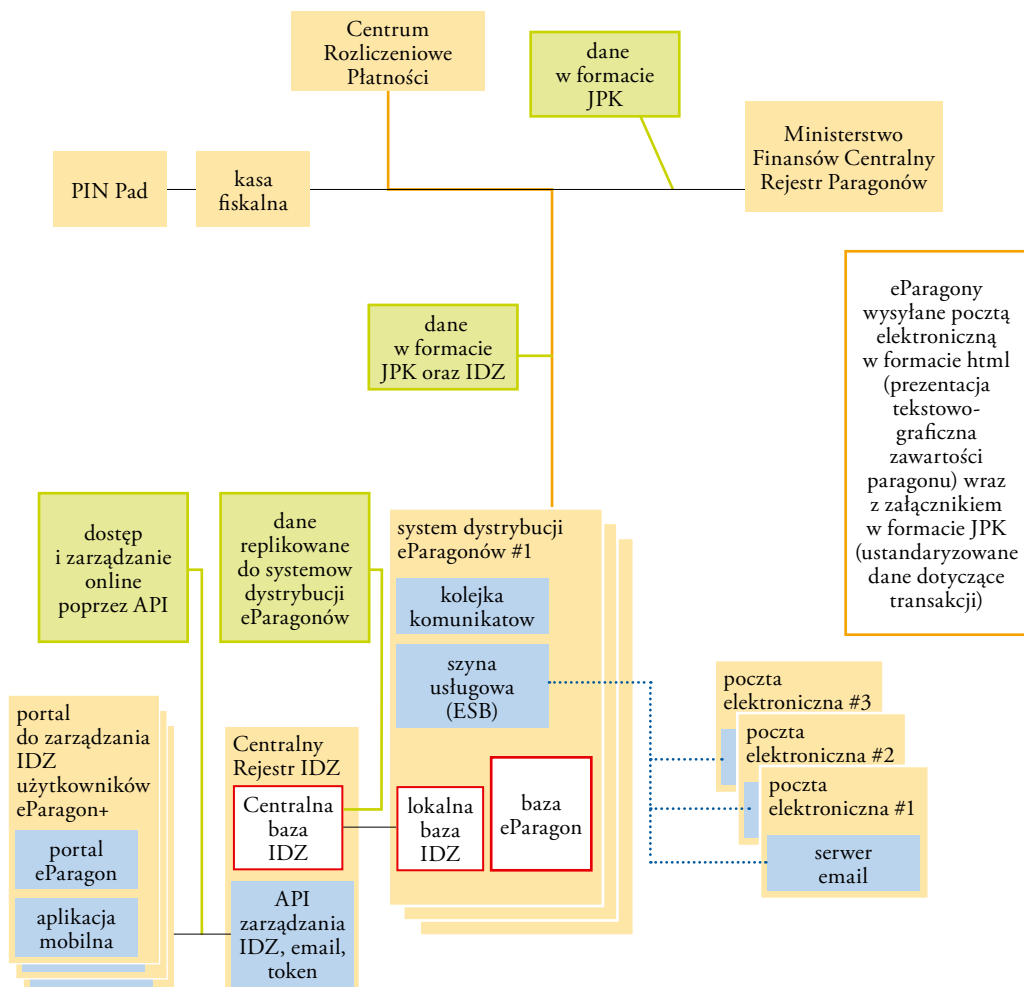 Centrum
Rozliczeniowe
Płatności
dane
w formacie
JPK
Ministerstwo
Finansów Centralny
Rejestr Paragonów
PIN Pad
kasa
fiskalna
dane
w formacie
JPK oraz IDZ
eParagony
wysyłane pocztą
elektroniczną
w formacie html
(prezentacja
tekstowo-
graficzna
zawartości
paragonu) wraz
z załącznikiem
w formacie JPK
(ustandaryzowane
dane dotyczące
transakcji)
dostęp
i zarządzanie
online
poprzez API
dane
replikowane
do systemow
dystrybucji
eParagonów
system dystrybucji
eParagonów #1
kolejka
komunikatow
szyna
usługowa
(ESB)
lokalna
baza
IDZ
baza
eParagon
portal
do zarządzania
IDZ
użytkowników
eParagon+
portal
eParagon
aplikacja
mobilna
Centralny
Rejestr IDZ
Centralna
baza
IDZ
API
zarządzania
IDZ, email,
token
poczta
elektroniczna #3
poczta
elektroniczna #2
poczta
elektroniczna #1
serwer
email